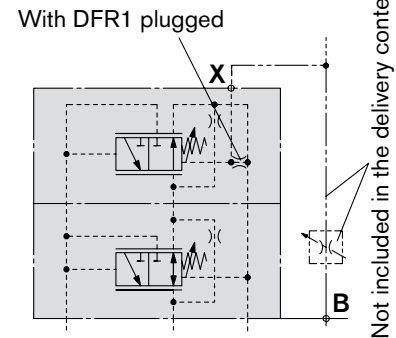 With DFR1 plugged
X
B
Not included in the delivery conte